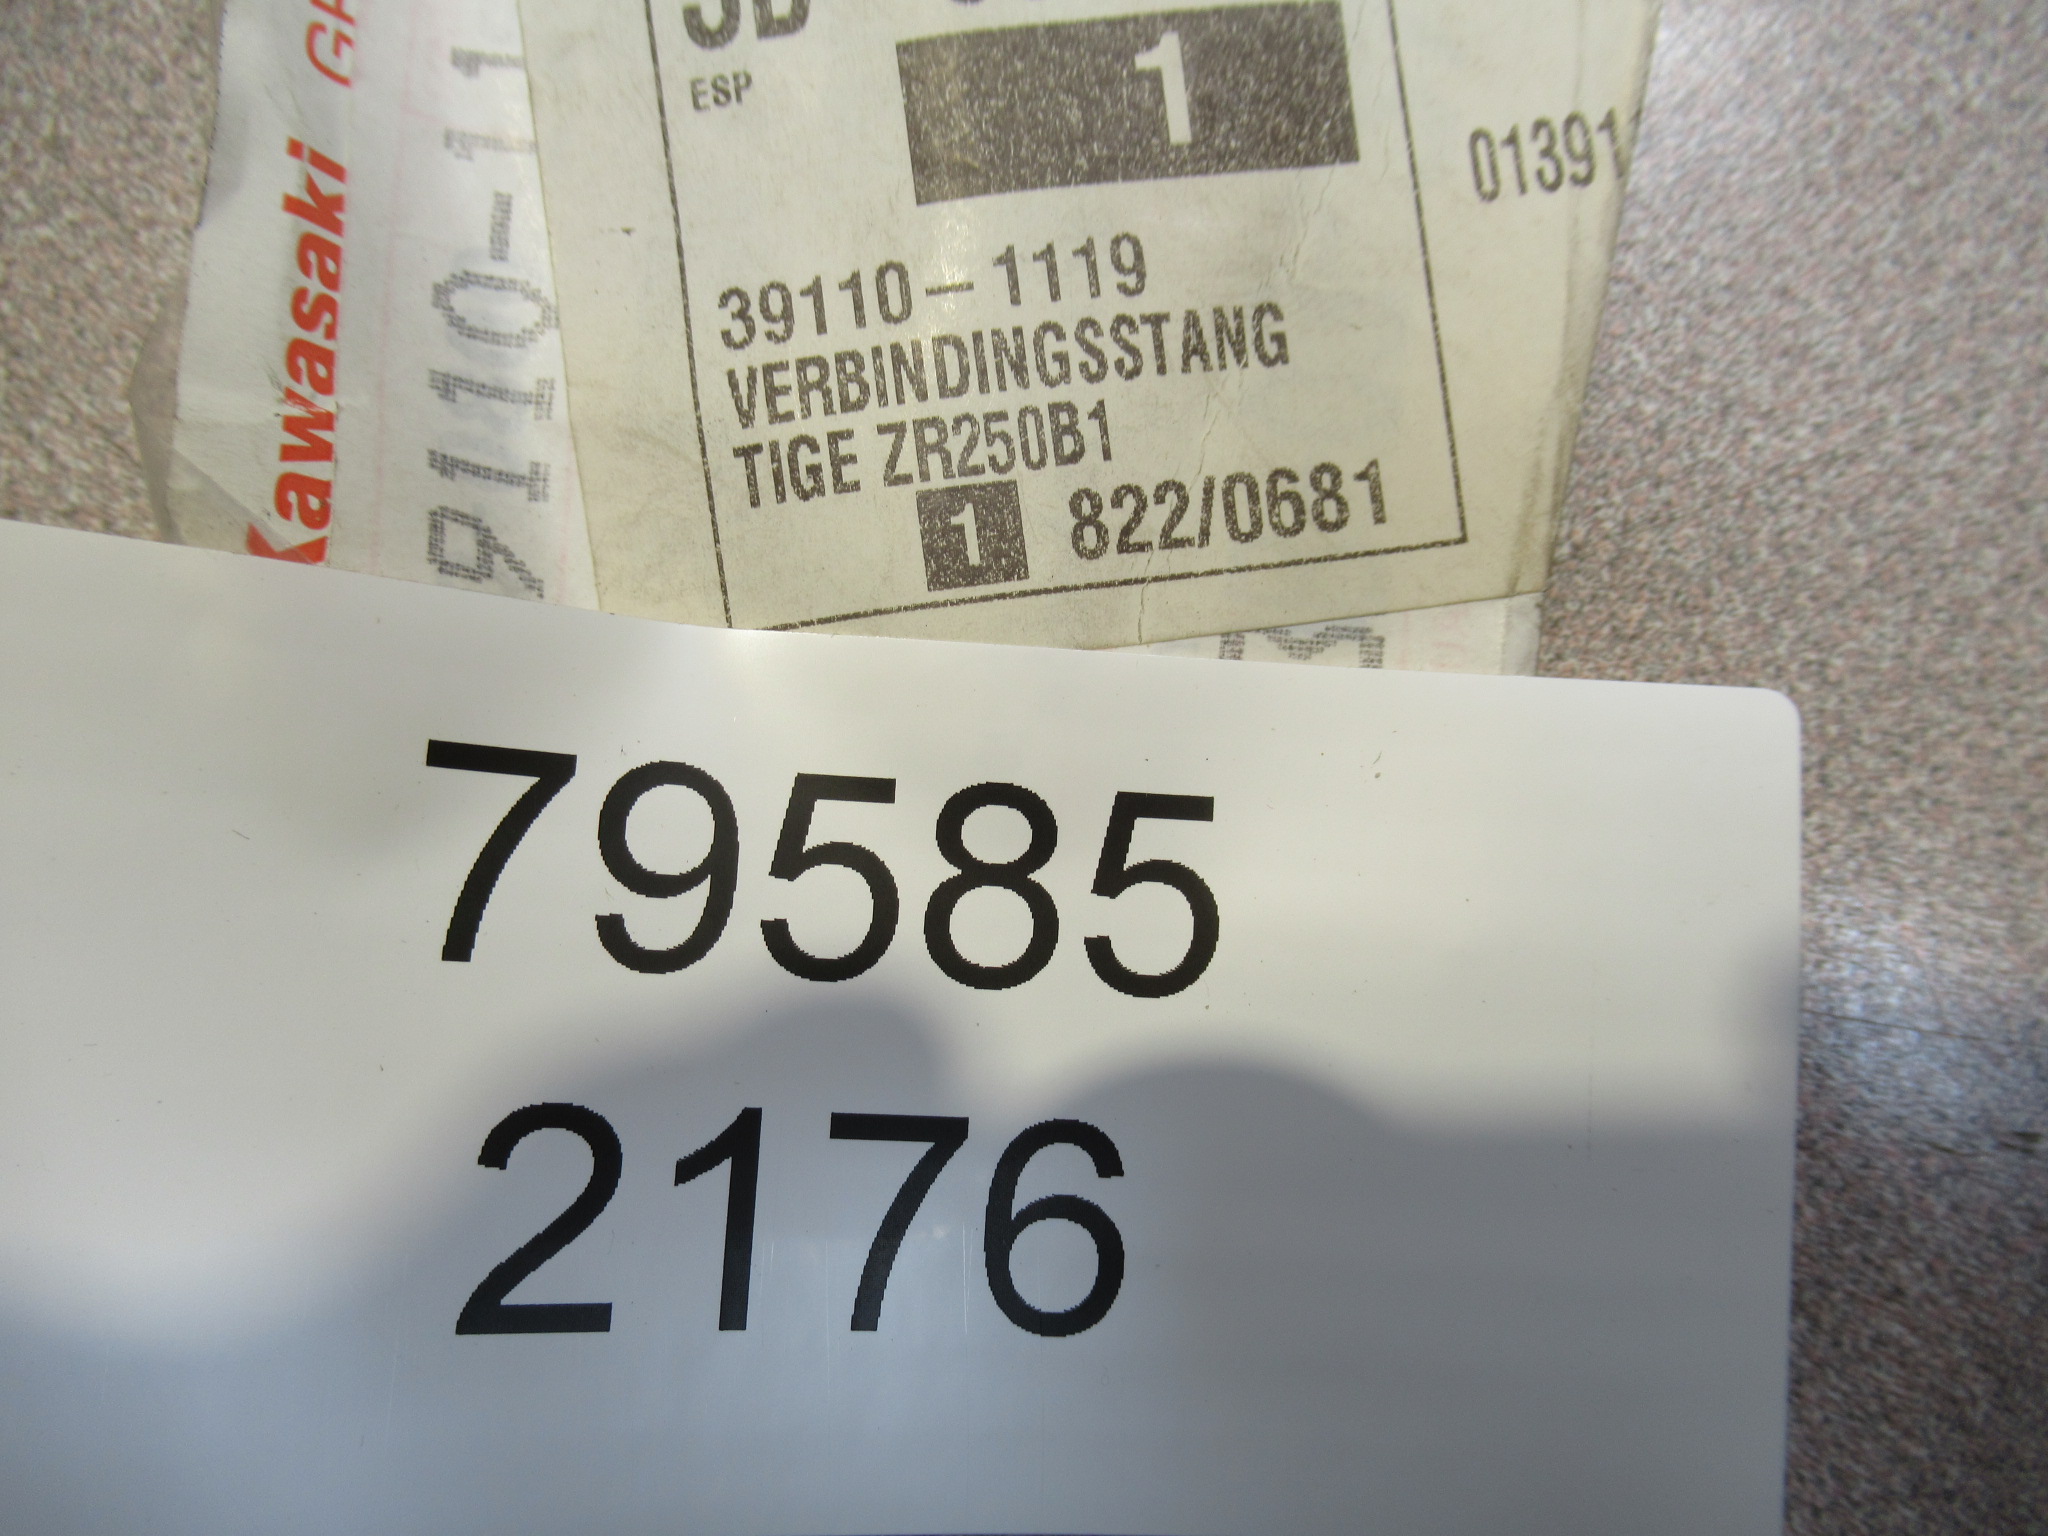 ESP
1
01391
39110-1119
VERBINDINGSSTANG
TIGE ZR250B1
1 822/0681
Kawasaki
79585
2176